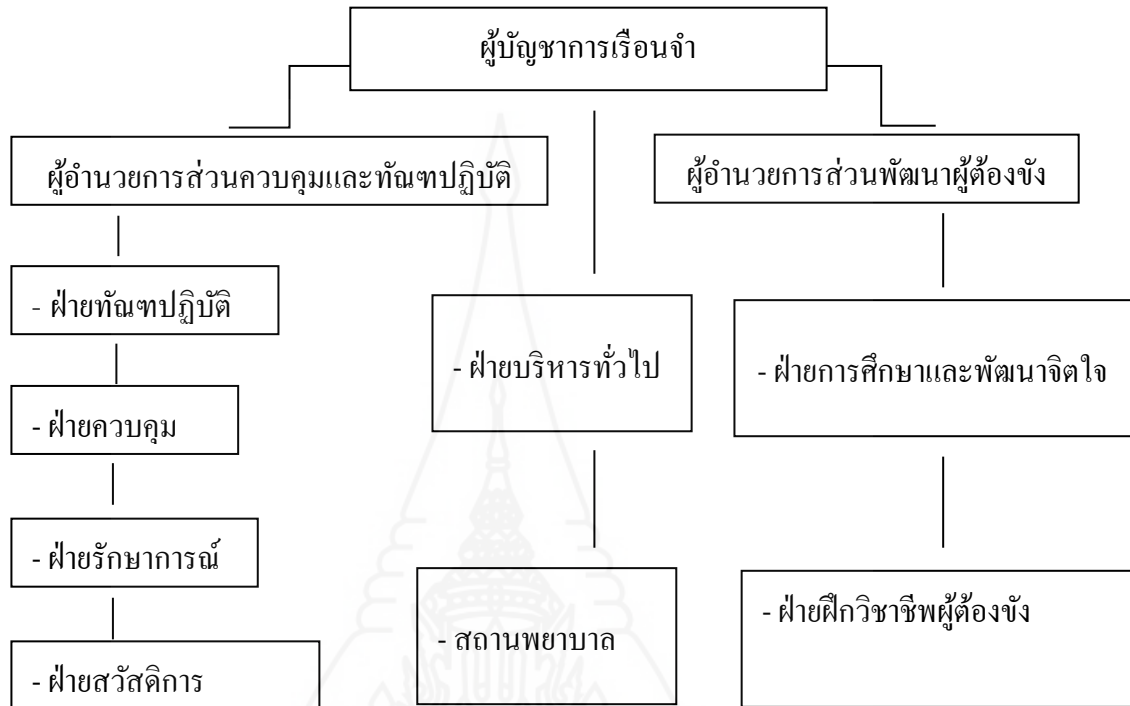 ผู้บัญชาการเรือนจำ
ผู้อำนวยการส่วนควบคุมและทัณฑปฏิบัติ
ผู้อำนวยการส่วนพัฒนาผู้ต้องขัง
- ฝ่ายทัณฑปฏิบัติ
- ฝ่ายควบคุม
- ฝ่ายรักษาการณ์
- ฝ่ายสวัสดิการ
- ฝ่ายบริหารทั่วไป
- สถานพยาบาล
- ฝ่ายการศึกษาและพัฒนาจิตใจ
- ฝ่ายฝึกวิชาชีพผู้ต้องขัง